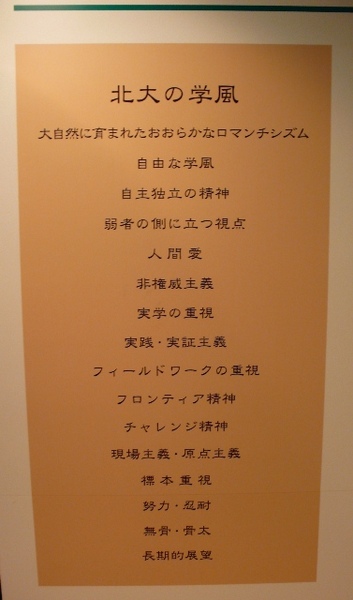 北大の学風
大自然に育まれたおおらかなロマンチシズム
自由な学風
自主独立の精神
弱者の側に立つ視点
人間愛
非権威主義
実学の重視
実践・実証主義
フィールドワークの重視
フロンティア精神
チャレンジ精神
現場主義・原点主義
標本重視
努力・忍耐
無骨・骨太
長期的展望